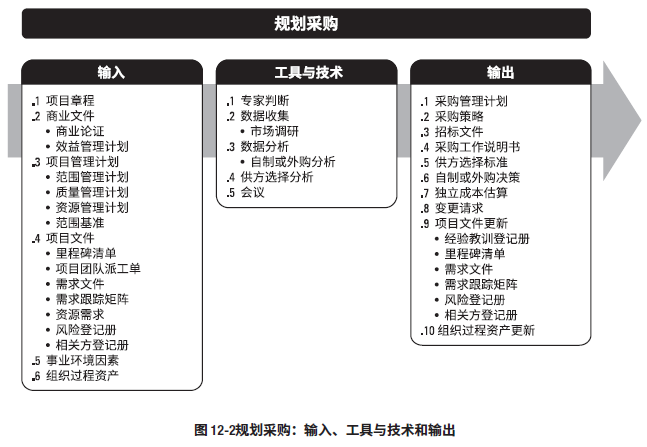 规划采购
输入
.1 项目章程
.2 商业文件
• 商业论证
• 效益管理计划
.3 项目管理计划
• 范围管理计划
• 质量管理计划
• 资源管理计划
• 范围基准
.4 项目文件
• 里程碑清单
• 项目团队派工单
• 需求文件
• 需求跟踪矩阵
• 资源需求
• 风险登记册
• 相关方登记册
.5 事业环境因素
.6 组织过程资产
工具与技术
.1 专家判断
.2 数据收集
• 市场调研
.3 数据分析
• 自制或外购分析
.4 供方选择分析
.5 会议
输出
.1 采购管理计划
.2 采购策略
.3 招标文件
.4 采购工作说明书
.5 供方选择标准
.6 自制或外购决策
.7 独立成本估算
.8 变更请求
.9 项目文件更新
• 经验教训登记册
• 里程碑清单
• 需求文件
• 需求跟踪矩阵
• 风险登记册
• 相关方登记册
.10 组织过程资产更新
图 12-2规划采购：输入、工具与技术和输出